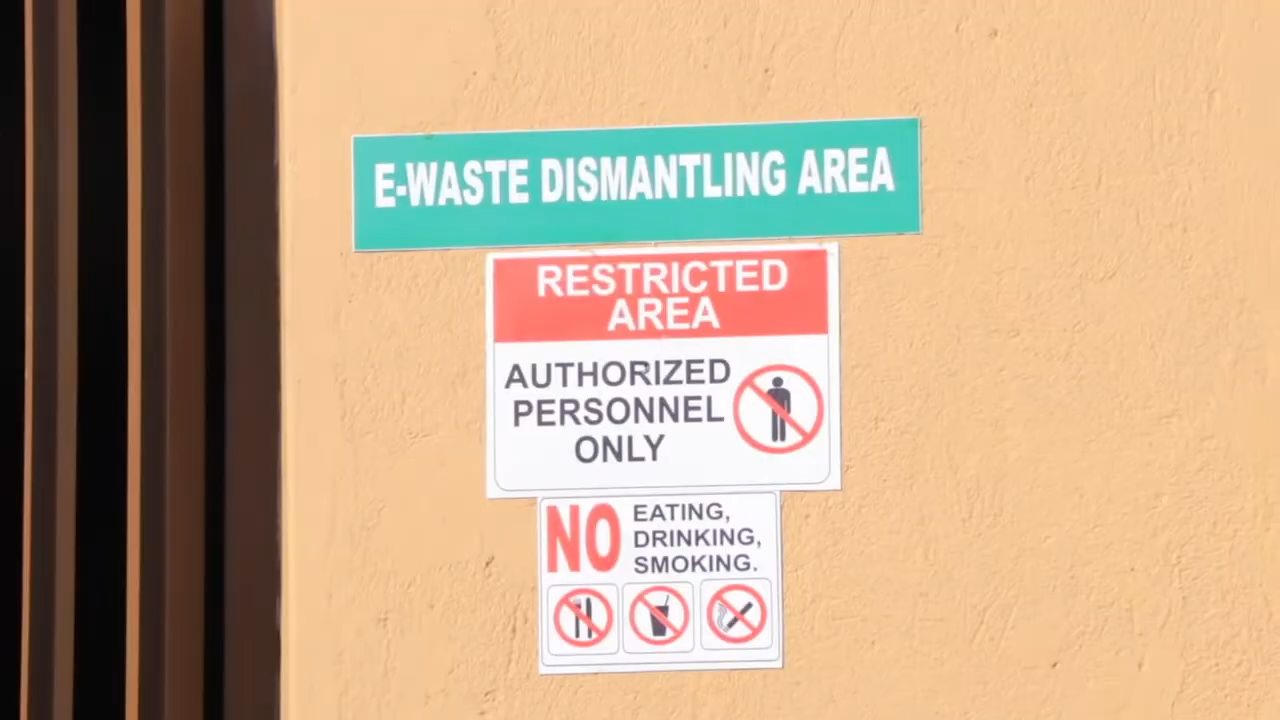 E-WASTE DISMANTLING AREA
RESTRICTED
AREA
AUTHORIZED
PERSONNEL
ONLY
NO EATING,
DRINKING,
SMOKING.